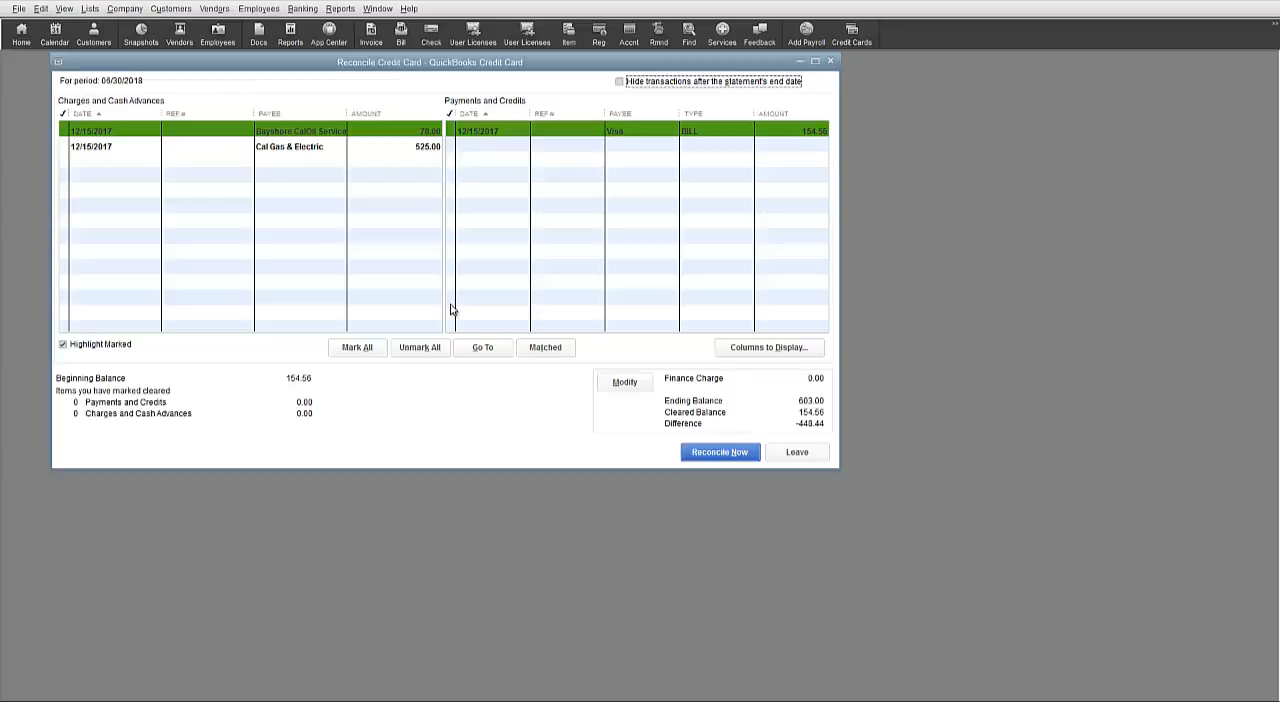 File Edit View Lists Company Customers Vendors Employees Banking Reports Window Help
Home Calendar Customers Snapshots Vendors Employees Docs Reports App Center Invoice Bill Check User Licenses User Licenses Item Reg Accnt Rmnd Find Services Feedback Add Payroll Credit Cards
Reconcile Credit Card - QuickBooks Credit Card
For period: 06/30/2018
Hide transactions after the statement's end date
Charges and Cash Advances
Payments and Credits
✓ DATE REF # PAYEE AMOUNT
✓ DATE REF # PAYEE TYPE AMOUNT
12/15/2017 Bayshore CalOil Service 78.00
12/15/2017 Visa BILL 154.56
12/15/2017 Cal Gas & Electric 525.00
Highlight Marked
Mark All Unmark All Go To Matched Columns to Display...
Beginning Balance 154.56
Items you have marked cleared
0 Payments and Credits 0.00
0 Charges and Cash Advances 0.00
Modify
Finance Charge 0.00
Ending Balance 603.00
Cleared Balance 154.56
Difference -448.44
Reconcile Now Leave